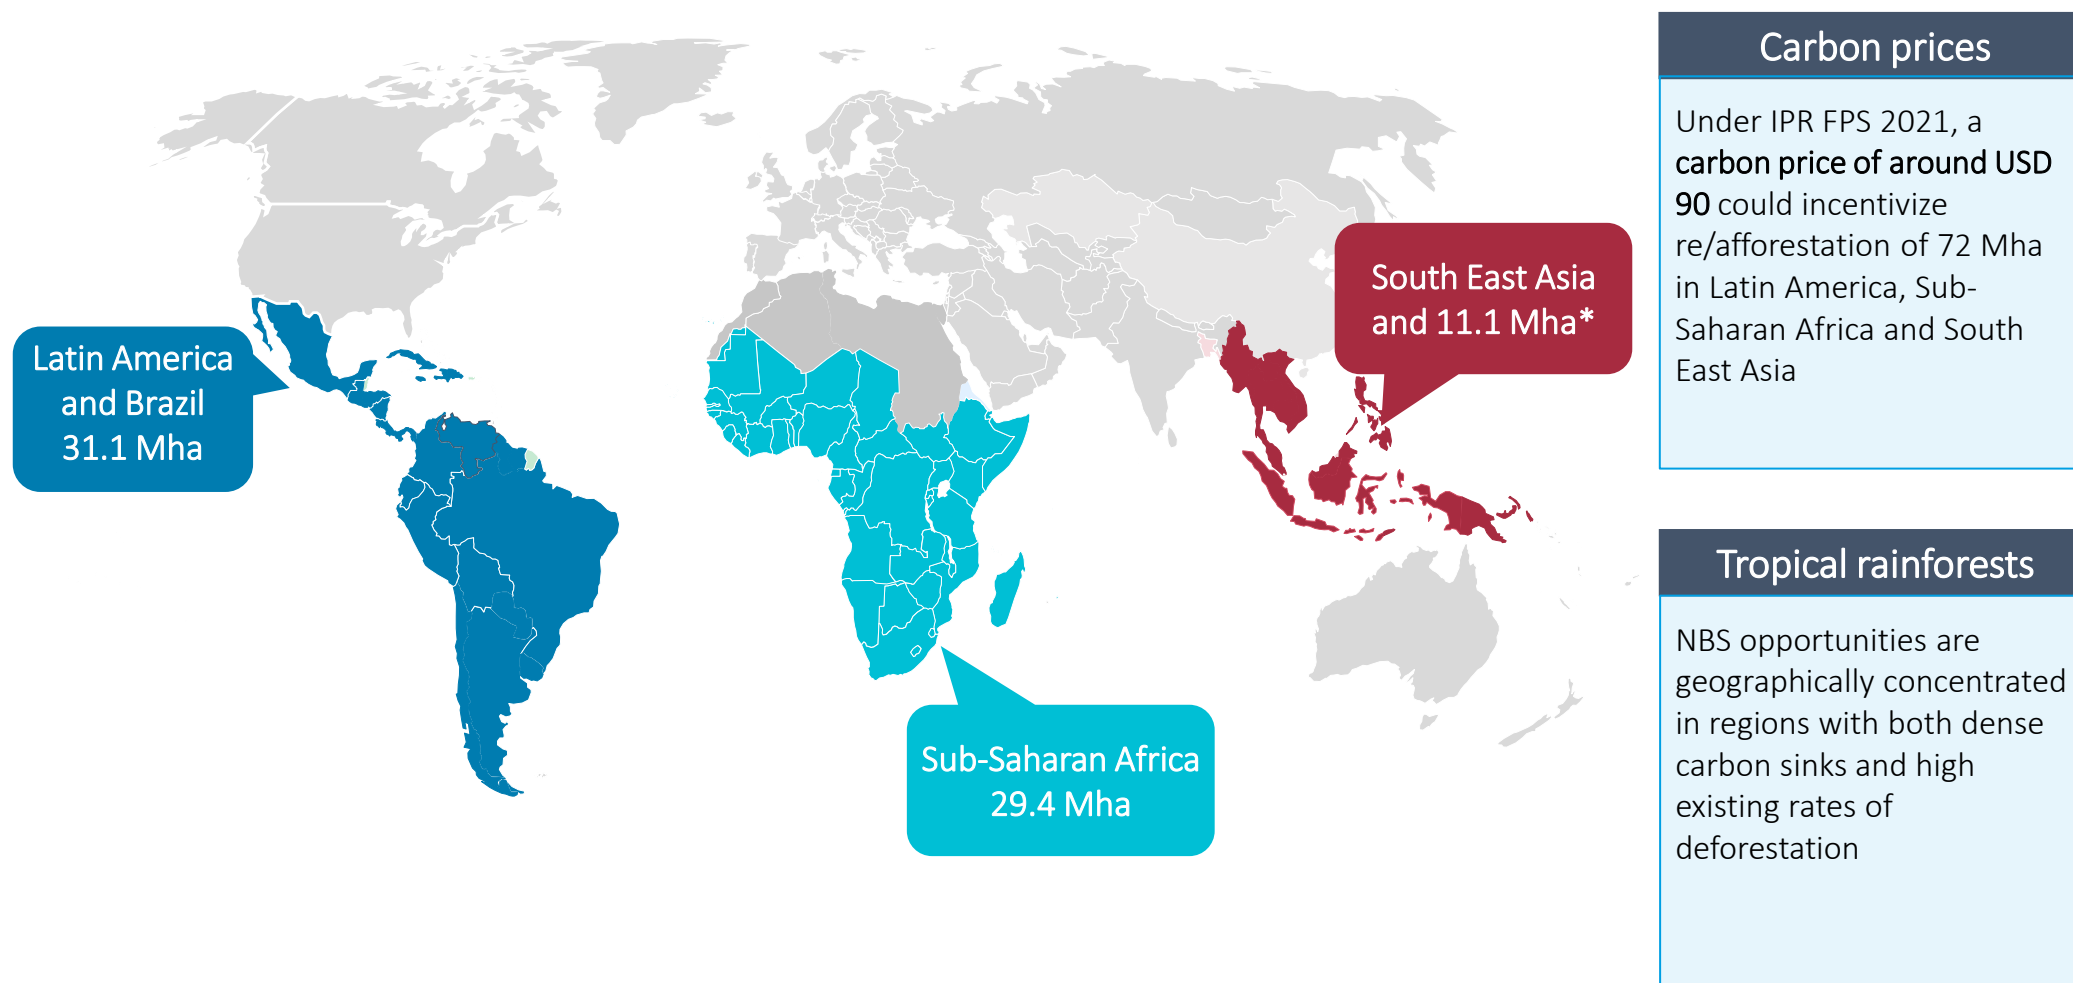 Latin America
and Brazil
31.1 Mha
Sub-Saharan Africa
29.4 Mha
South East Asia
and 11.1 Mha*
Carbon prices
Under IPR FPS 2021, a
carbon price of around USD
90 could incentivize
re/afforestation of 72 Mha
in Latin America, Sub-
Saharan Africa and South
East Asia
Tropical rainforests
NBS opportunities are
geographically concentrated
in regions with both dense
carbon sinks and high
existing rates of
deforestation